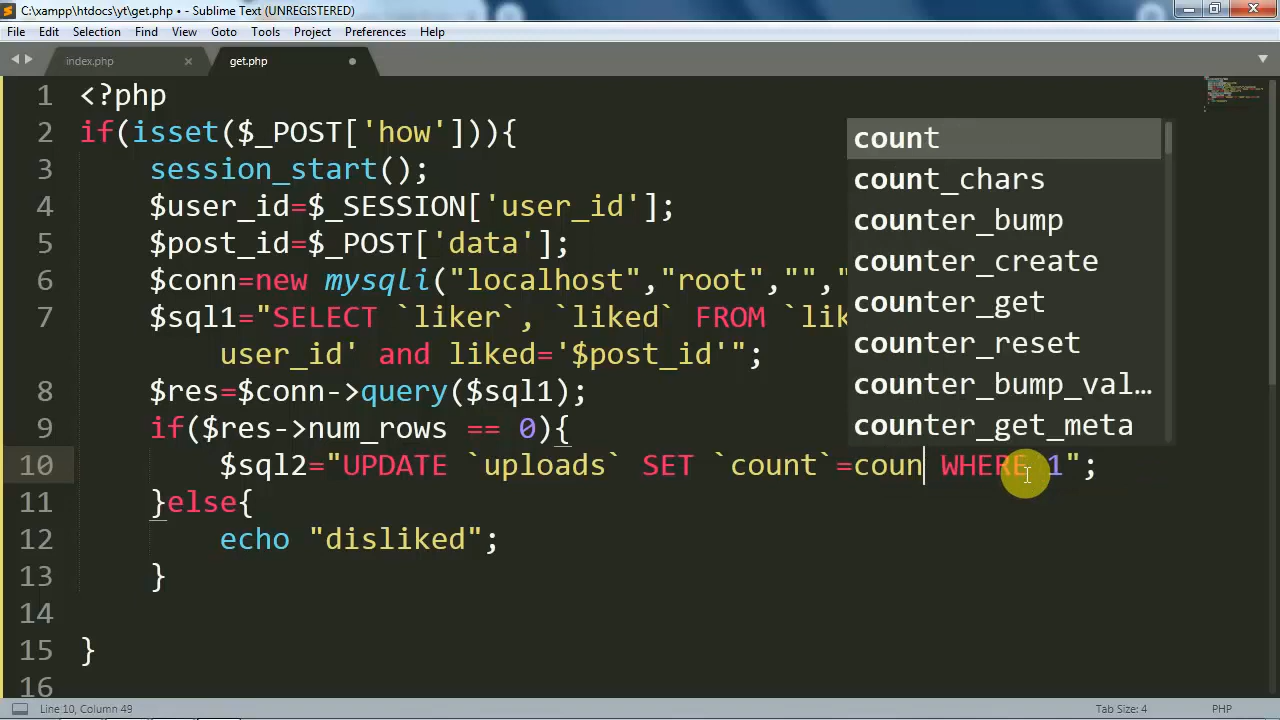 C:\xampp\htdocs\yt\get.php • - Sublime Text (UNREGISTERED)
File Edit Selection Find View Goto Tools Project Preferences Help
index.php × get.php
1 <?php
2 if(isset($_POST['how'])){
3 session_start();
4 $user_id=$_SESSION['user_id'];
5 $post_id=$_POST['data'];
6 $conn=new mysqli("localhost","root","","
7 $sql1="SELECT `liker`, `liked` FROM `lik
user_id' and liked='$post_id'";
8 $res=$conn->query($sql1);
9 if($res->num_rows == 0){
10 $sql2="UPDATE `uploads` SET `count`=coun WHERE 1";
11 }else{
12 echo "disliked";
13 }
14
15 }
16
count
count_chars
counter_bump
counter_create
counter_get
counter_reset
counter_bump_val…
counter_get_meta
Line 10, Column 49 Tab Size: 4 PHP